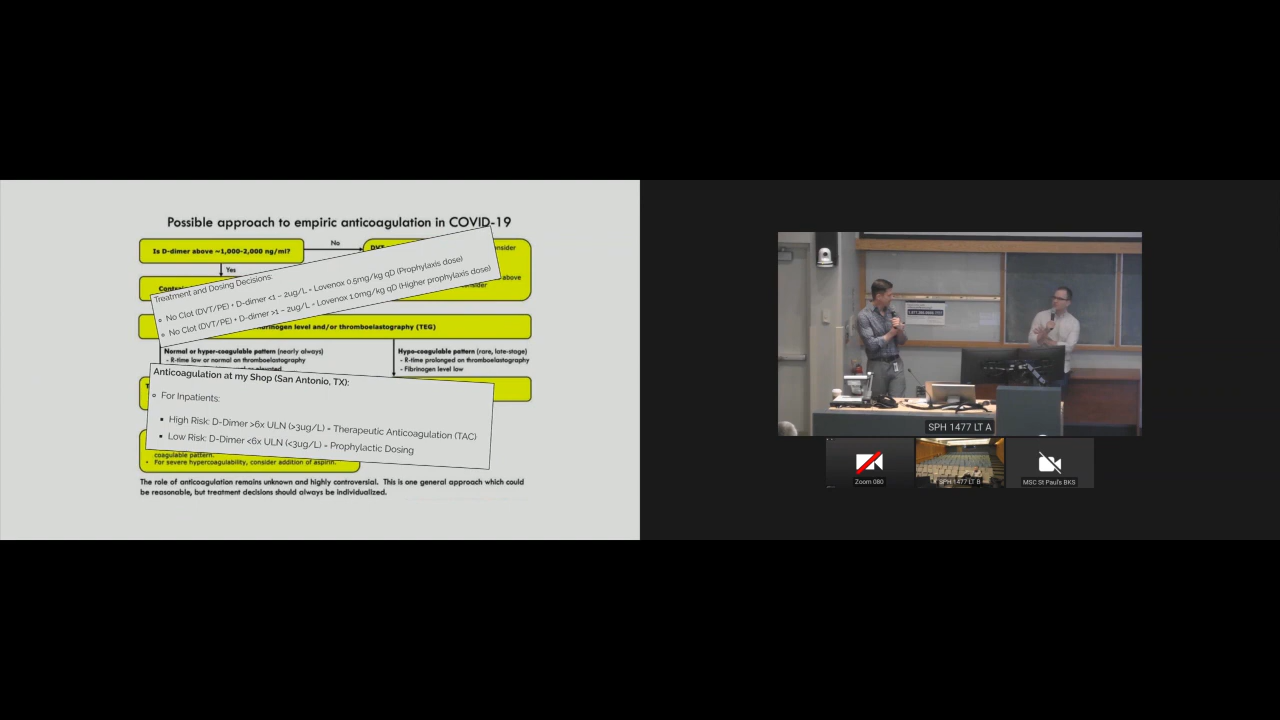 Possible approach to empiric anticoagulation in COVID-19
Is D-dimer above ~1,000-2,000 ng/ml?
No
Yes
Treatment and Dosing Decisions:
No Clot (DVT/PE) + D-dimer <1 – 2ug/L = Lovenox 0.5mg/kg qD (Prophylaxis dose)
No Clot (DVT/PE) + D-dimer >1 – 2ug/L = Lovenox 1.0mg/kg qD (Higher prophylaxis dose)
level and/or thromboelastography (TEG)
Normal or hyper-coagulable pattern (nearly always)
- R-time low or normal on thromboelastography
Hypo-coagulable pattern (rare, late-stage)
- R-time prolonged on thromboelastography
- Fibrinogen level low
Anticoagulation at my Shop (San Antonio, TX):
For Inpatients:
High Risk: D-Dimer >6x ULN (>3ug/L) = Therapeutic Anticoagulation (TAC)
Low Risk: D-Dimer <6x ULN (<3ug/L) = Prophylactic Dosing
coagulable pattern.
For severe hypercoagulability, consider addition of aspirin.
The role of anticoagulation remains unknown and highly controversial. This is one general approach which could
be reasonable, but treatment decisions should always be individualized.
SPH 1477 LT A
Zoom 080
SPH 1477 LT B
MSC St Paul's BKS